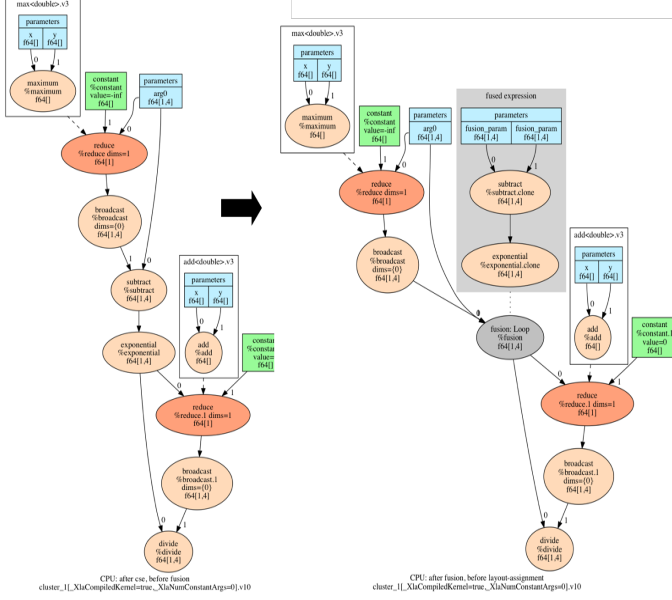 max<double>.v3
parameters
x y
f64[] f64[]
0 1
maximum
%maximum
f64[]
constant
%constant
value=-inf
f64[]
parameters
arg0
f64[1,4]
1 0
reduce
%reduce dims=1
f64[1]
broadcast
%broadcast
dims={0}
f64[1,4]
1 0
subtract
%subtract
f64[1,4]
add<double>.v3
parameters
x y
f64[] f64[]
0 1
exponential
%exponential
f64[1,4]
add
%add
f64[]
value=
f64[]
0 1
reduce
%reduce.1 dims=1
f64[1]
broadcast
%broadcast.1
dims={0}
f64[1,4]
0 1
divide
%divide
f64[1,4]
CPU: after cse, before fusion
cluster_1[_XlaCompiledKernel=true,_XlaNumConstantArgs=0].v10
max<double>.v3
parameters
x y
f64[] f64[]
0 1
maximum
%maximum
f64[]
constant
%constant
value=-inf
f64[]
parameters
arg0
f64[1,4]
1 0
reduce
%reduce dims=1
f64[1]
broadcast
%broadcast
dims={0}
f64[1,4]
fused expression
parameters
fusion_param fusion_param
f64[1,4] f64[1,4]
0 1
subtract
%subtract.clone
f64[1,4]
exponential
%exponential.clone
f64[1,4]
fusion: Loop
%fusion
f64[1,4]
add<double>.v3
parameters
x y
f64[] f64[]
0 1
add
%add
f64[]
constant
%constant.1
value=0
f64[]
0 1
reduce
%reduce.1 dims=1
f64[1]
broadcast
%broadcast.1
dims={0}
f64[1,4]
0 1
divide
%divide
f64[1,4]
CPU: after fusion, before layout-assignment
cluster_1[_XlaCompiledKernel=true,_XlaNumConstantArgs=0].v10